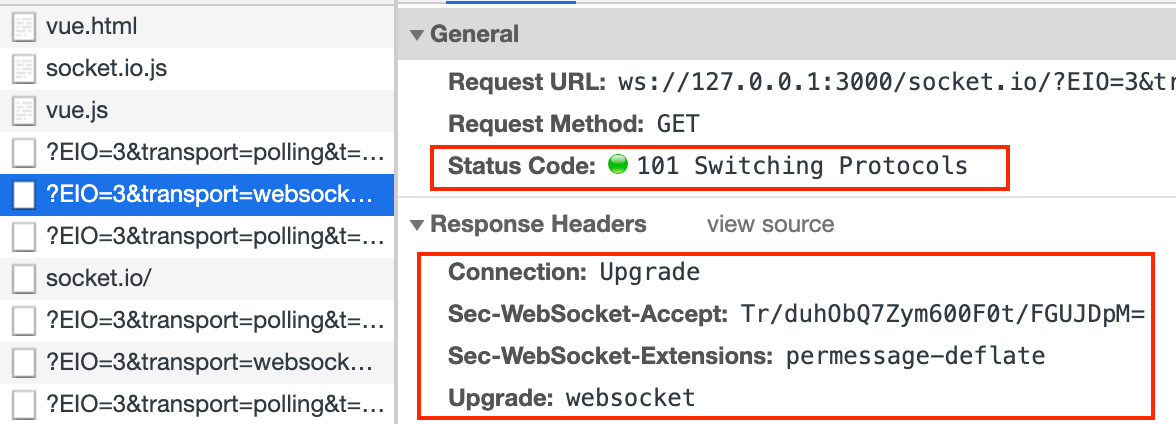 vue.html
socket.io.js
vue.js
?EIO=3&transport=polling&t=…
?EIO=3&transport=websock…
?EIO=3&transport=polling&t=…
socket.io/
?EIO=3&transport=polling&t=…
?EIO=3&transport=websock…
?EIO=3&transport=polling&t=…
General
Request URL: ws://127.0.0.1:3000/socket.io/?EIO=3&tr
Request Method: GET
Status Code: 101 Switching Protocols
Response Headers view source
Connection: Upgrade
Sec-WebSocket-Accept: Tr/duhObQ7Zym600F0t/FGUJDpM=
Sec-WebSocket-Extensions: permessage-deflate
Upgrade: websocket